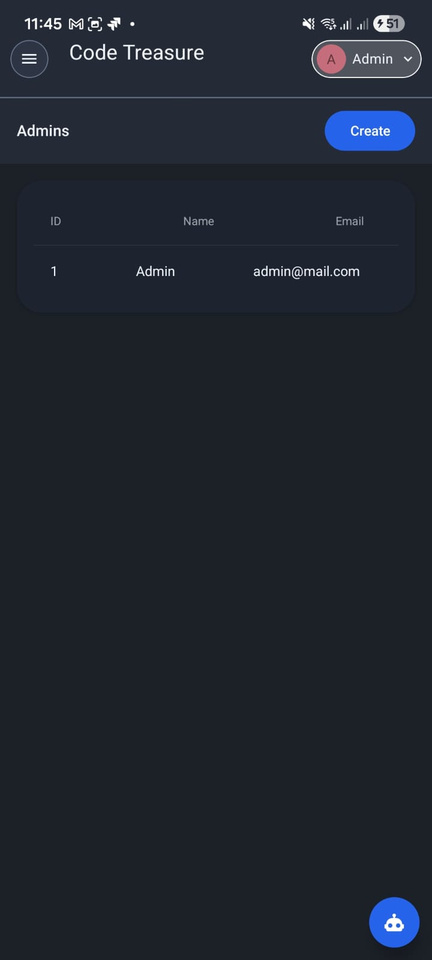 11:45 51
Code Treasure
A Admin
Admins Create
ID Name Email
1 Admin admin@mail.com